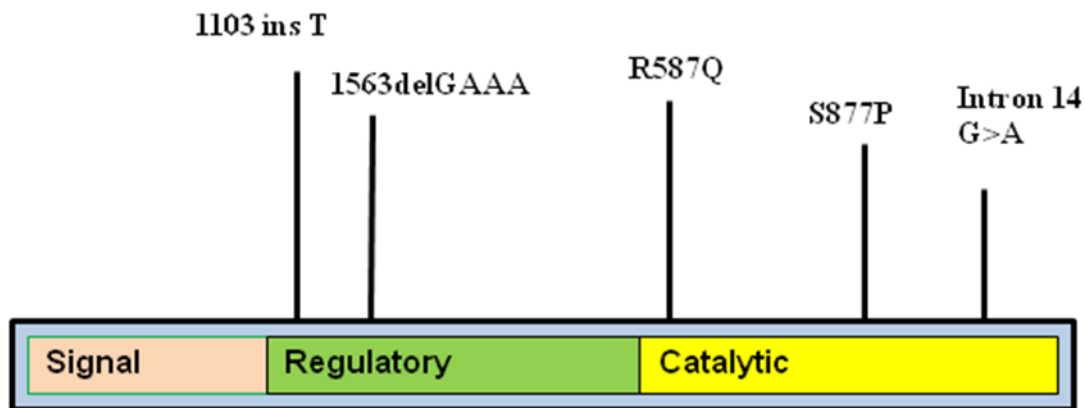 1103 ins T
1563delGAAA
R587Q
S877P
Intron 14
G>A
Signal
Regulatory
Catalytic